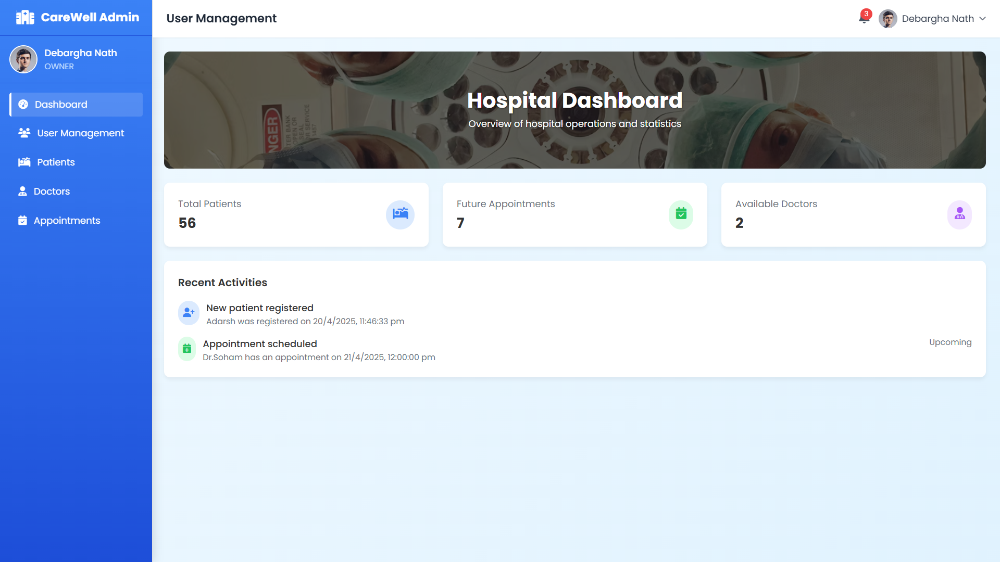 CareWell Admin
Debargha Nath
OWNER
Dashboard
User Management
Patients
Doctors
Appointments
User Management
3
Debargha Nath
Hospital Dashboard
Overview of hospital operations and statistics
NGER
TER BANK
OPEN OR
SEAL
R SERVICE
1457
Total Patients
56
Future Appointments
7
Available Doctors
2
Recent Activities
New patient registered
Adarsh was registered on 20/4/2025, 11:46:33 pm
Appointment scheduled
Dr.Soham has an appointment on 21/4/2025, 12:00:00 pm
Upcoming